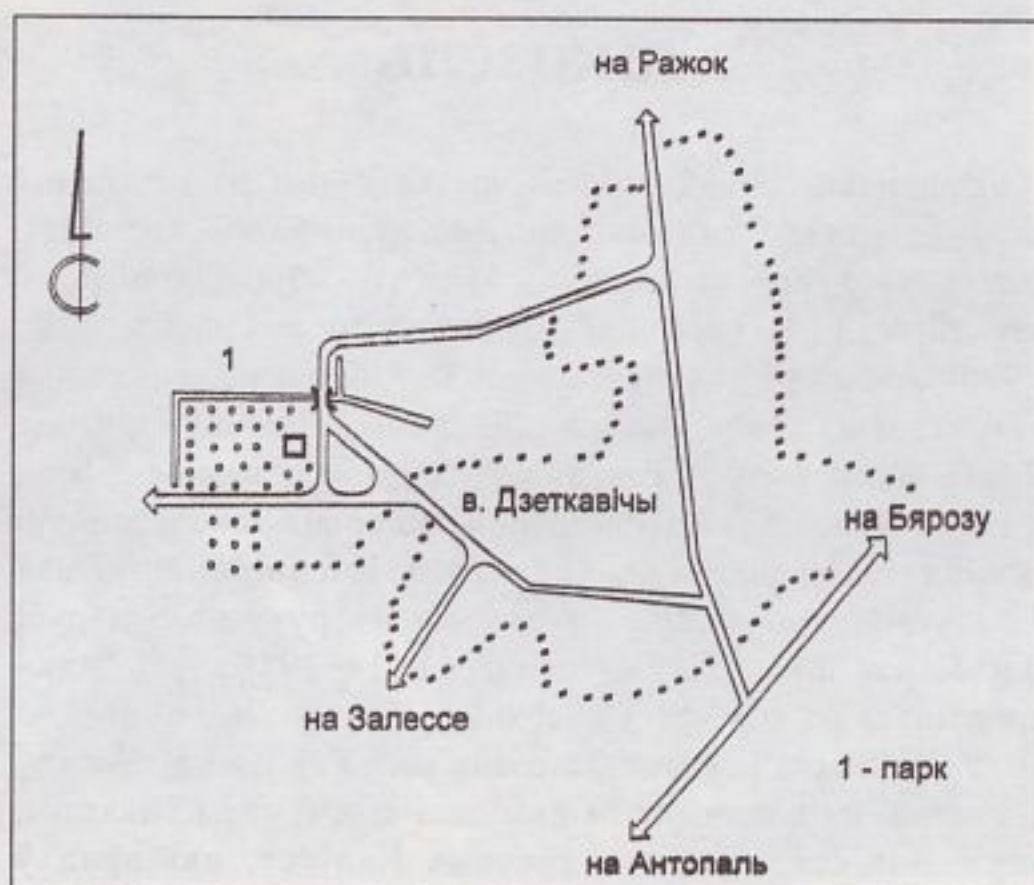 на Ражок
1
в. Дзеткавічы
на Бярозу
на Залессе
1 - парк
на Антопаль